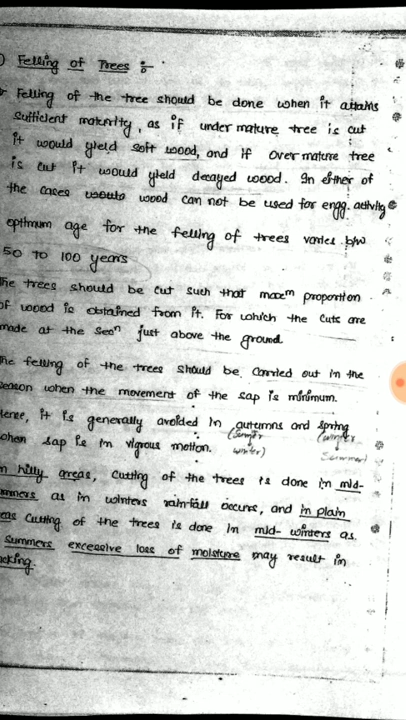 ) Felling of Trees :-
Felling of the tree should be done when it attains
sufficient maturity, as if under mature tree is cut
it would yield soft wood, and if over mature tree
is cut it would yield decayed wood. In either of
the cases wood can not be used for engg. activity
optimum age for the felling of trees varies b/w
50 to 100 years
The trees should be cut such that maxm proportion
of wood is obtained from it. For which the cuts are
made at the secn just above the ground.
The felling of the trees should be carried out in the
season when the movement of the sap is minimum.
Hence, it is generally avoided in autumns and spring
when sap is in vigrous motion.
(Summer (winter
winter) summer)
In hilly areas, cutting of the trees is done in mid-
summers as in winters rainfall occurs, and in plain
areas cutting of the trees is done in mid- winters as
summers excessive loss of moisture may result in
cracking.